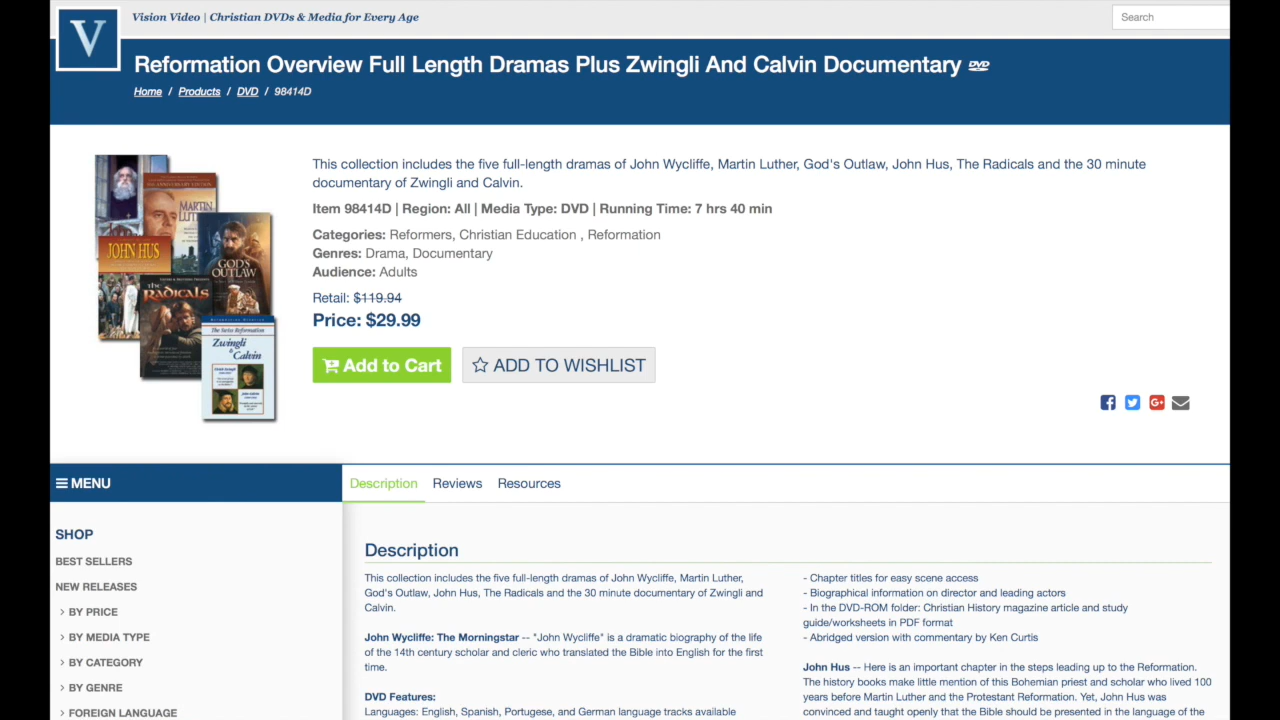 V
Vision Video | Christian DVDs & Media for Every Age
Search
Reformation Overview Full Length Dramas Plus Zwingli And Calvin Documentary DVD
Home / Products / DVD / 98414D
This collection includes the five full-length dramas of John Wycliffe, Martin Luther, God's Outlaw, John Hus, The Radicals and the 30 minute
documentary of Zwingli and Calvin.
Item 98414D | Region: All | Media Type: DVD | Running Time: 7 hrs 40 min
Categories: Reformers, Christian Education , Reformation
Genres: Drama, Documentary
Audience: Adults
Retail: $119.94
Price: $29.99
Add to Cart
ADD TO WISHLIST
MARTIN
JOHN HUS
GOD'S
OUTLAW
THE
RADICALS
The Swiss Reformation
Zwingli
& Calvin
MENU
Description Reviews Resources
SHOP
BEST SELLERS
NEW RELEASES
> BY PRICE
> BY MEDIA TYPE
> BY CATEGORY
> BY GENRE
> FOREIGN LANGUAGE
Description
This collection includes the five full-length dramas of John Wycliffe, Martin Luther,
God's Outlaw, John Hus, The Radicals and the 30 minute documentary of Zwingli and
Calvin.
John Wycliffe: The Morningstar -- "John Wycliffe" is a dramatic biography of the life
of the 14th century scholar and cleric who translated the Bible into English for the first
time.
DVD Features:
Languages: English, Spanish, Portugese, and German language tracks available
- Chapter titles for easy scene access
- Biographical information on director and leading actors
- In the DVD-ROM folder: Christian History magazine article and study
guide/worksheets in PDF format
- Abridged version with commentary by Ken Curtis
John Hus -- Here is an important chapter in the steps leading up to the Reformation.
The history books make little mention of this Bohemian priest and scholar who lived 100
years before Martin Luther and the Protestant Reformation. Yet, John Hus was
convinced and taught openly that the Bible should be presented in the language of the